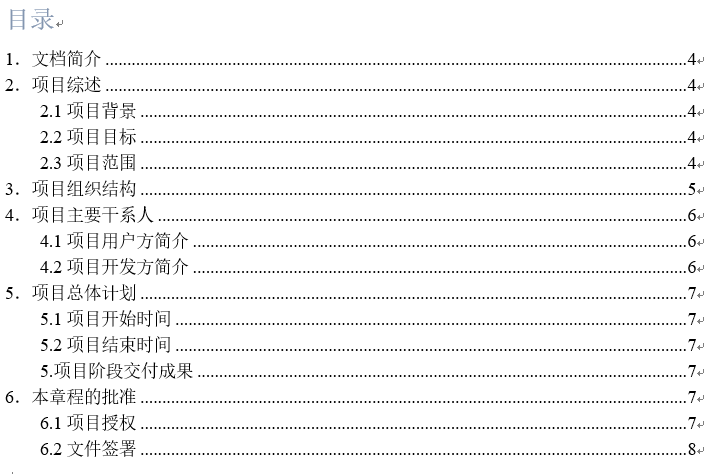 目录
1．文档简介 4
2．项目综述 4
2.1 项目背景 4
2.2 项目目标 4
2.3 项目范围 4
3．项目组织结构 5
4．项目主要干系人 6
4.1 项目用户方简介 6
4.2 项目开发方简介 6
5．项目总体计划 7
5.1 项目开始时间 7
5.2 项目结束时间 7
5.项目阶段交付成果 7
6．本章程的批准 7
6.1 项目授权 7
6.2 文件签署 8